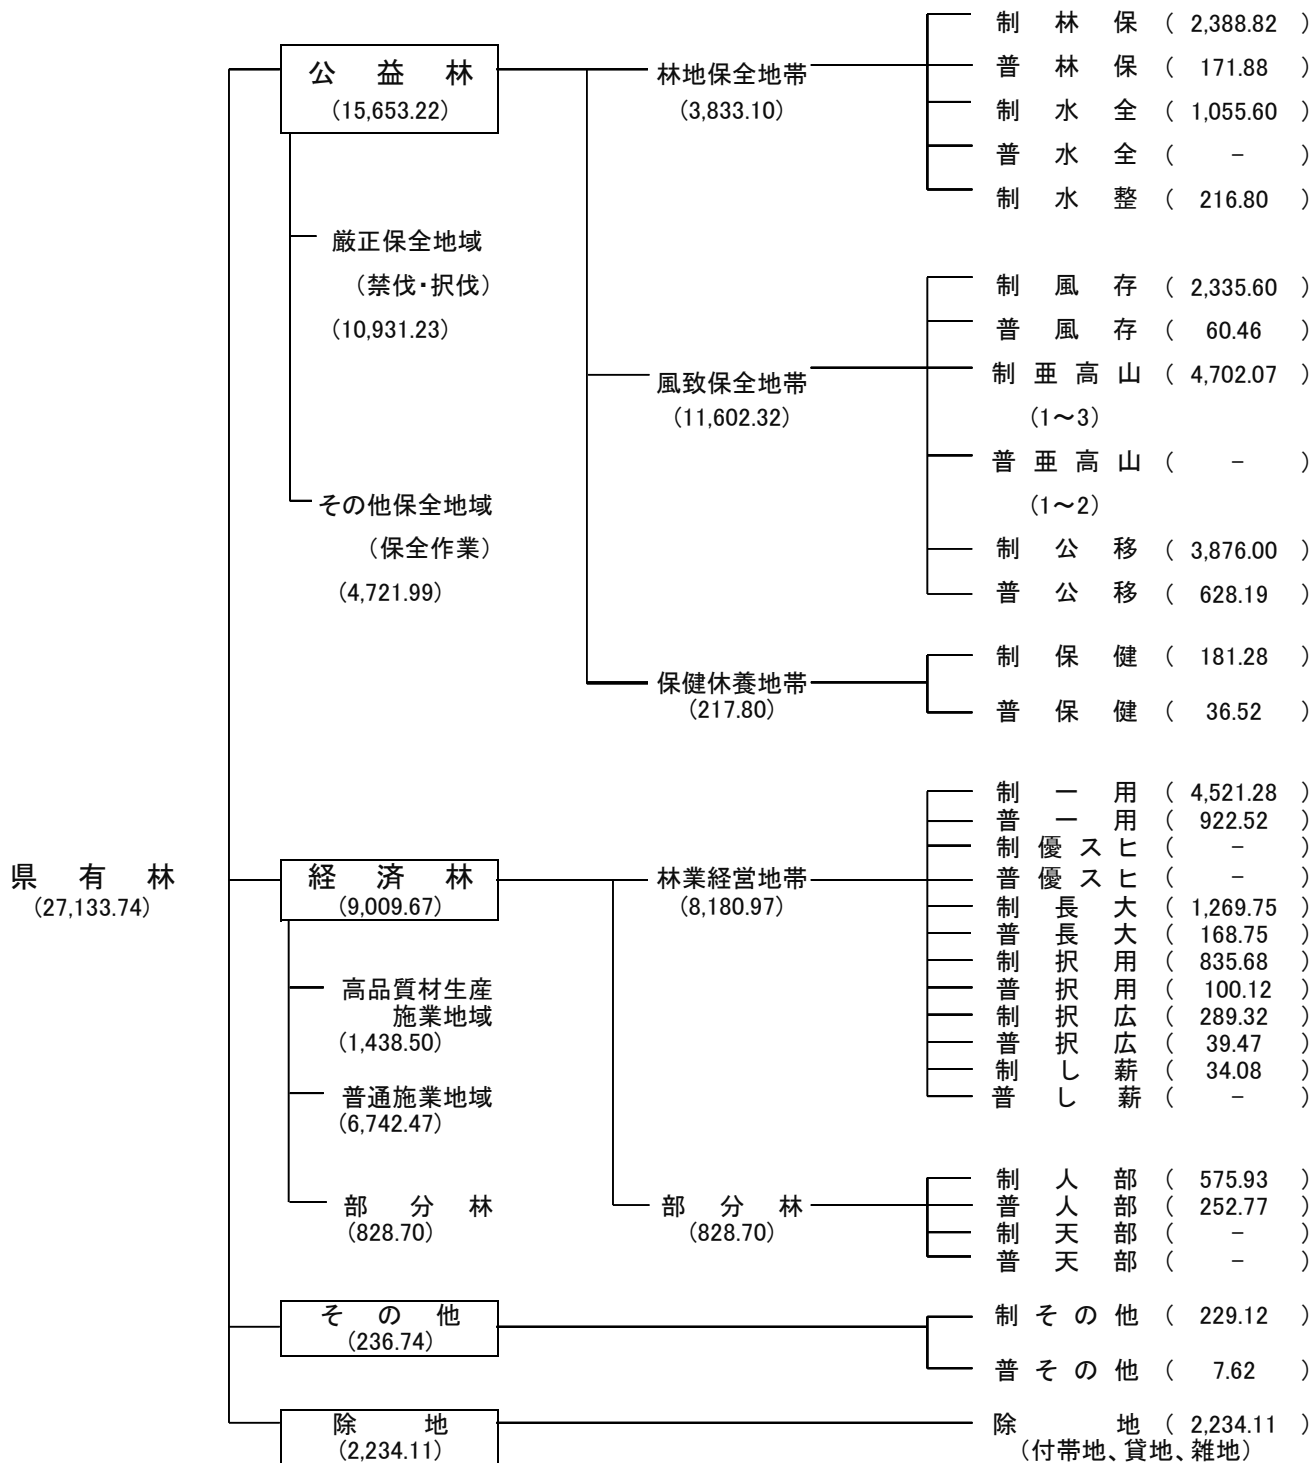 県有林
(27,133.74)
公益林
(15,653.22)
厳正保全地域
(禁伐・択伐)
(10,931.23)
その他保全地域
(保全作業)
(4,721.99)
林地保全地帯
(3,833.10)
制林保 ( 2,388.82 )
普林保 ( 171.88 )
制水全 ( 1,055.60 )
普水全 ( - )
制水整 ( 216.80 )
風致保全地帯
(11,602.32)
制風存 ( 2,335.60 )
普風存 ( 60.46 )
制亜高山 ( 4,702.07 )
(1~3)
普亜高山 ( - )
(1~2)
制公移 ( 3,876.00 )
普公移 ( 628.19 )
保健休養地帯
(217.80)
制保健 ( 181.28 )
普保健 ( 36.52 )
経済林
(9,009.67)
高品質材生産
施業地域
(1,438.50)
普通施業地域
(6,742.47)
部分林
(828.70)
林業経営地帯
(8,180.97)
制一用 ( 4,521.28 )
普一用 ( 922.52 )
制優スヒ ( - )
普優スヒ ( - )
制長大 ( 1,269.75 )
普長大 ( 168.75 )
制択用 ( 835.68 )
普択用 ( 100.12 )
制択広 ( 289.32 )
普択広 ( 39.47 )
制し薪 ( 34.08 )
普し薪 ( - )
部分林
(828.70)
制人部 ( 575.93 )
普人部 ( 252.77 )
制天部 ( - )
普天部 ( - )
その他
(236.74)
制その他 ( 229.12 )
普その他 ( 7.62 )
除地
(2,234.11)
除地 ( 2,234.11 )
(付帯地、貸地、雑地)